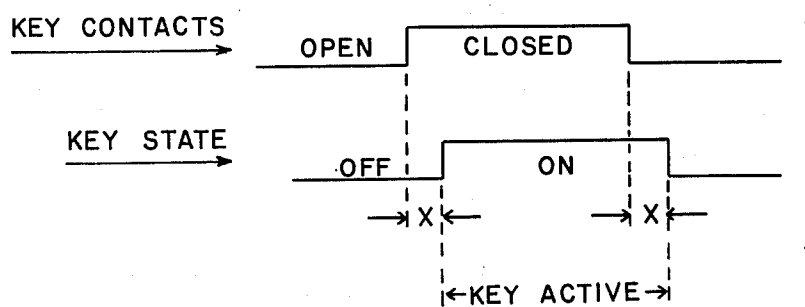 KEY CONTACTS
OPEN CLOSED
KEY STATE
OFF ON
X X
KEY ACTIVE